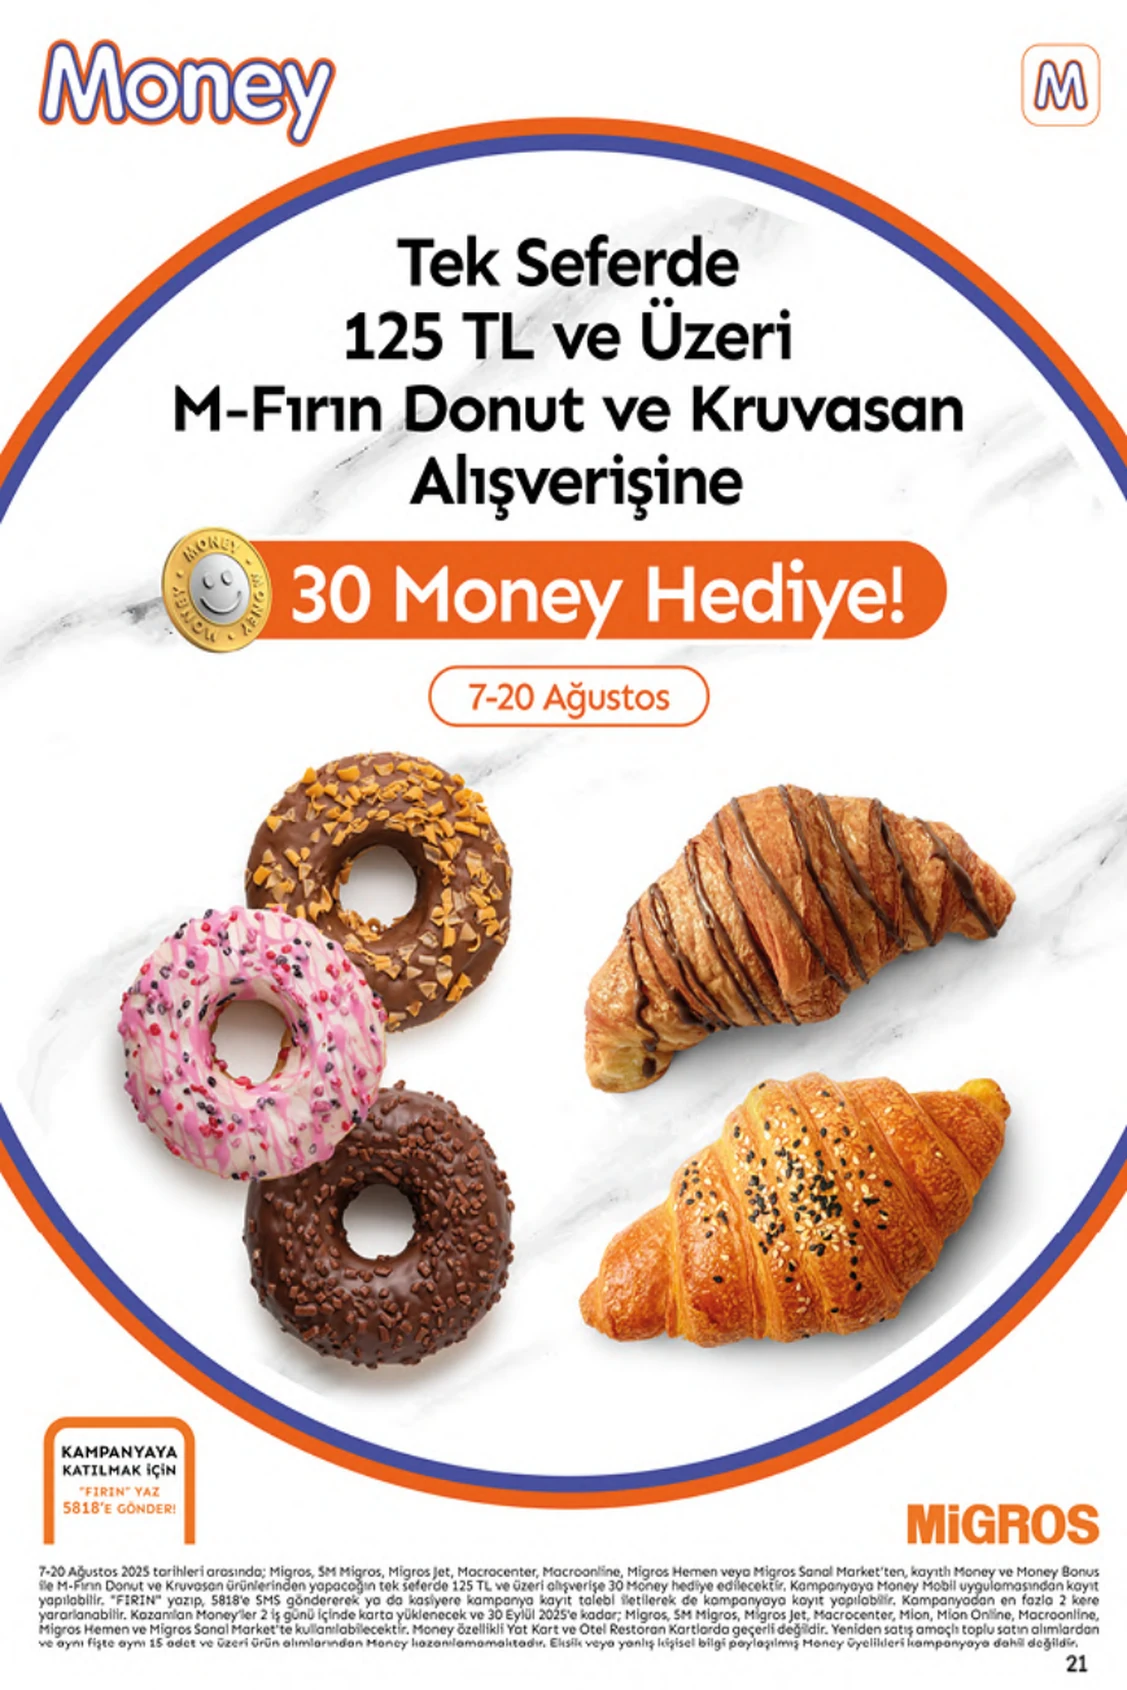 Money
M
Tek Seferde
125 TL ve Üzeri
M-Fırın Donut ve Kruvasan
Alışverişine
MONEY • MONEY • MONEY •
30 Money Hediye!
7-20 Ağustos
KAMPANYAYA
KATILMAK İÇİN
"FIRIN" YAZ
5818'E GÖNDER!
MiGROS
7-20 Ağustos 2025 tarihleri arasında; Migros, 5M Migros, Migros Jet, Macrocenter, Macroonline, Migros Hemen veya Migros Sanal Market'ten, kayıtlı Money ve Money Bonus
ile M-Fırın Donut ve Kruvasan ürünlerinden yapacağın tek seferde 125 TL ve üzeri alışverişe 30 Money hediye edilecektir. Kampanyaya Money Mobil uygulamasından kayıt
yapılabilir. "FIRIN" yazıp, 5818'e SMS göndererek ya da kasiyere kampanya kayıt talebi iletilerek de kampanyaya kayıt yapılabilir. Kampanyadan en fazla 2 kere
yararlanabilir. Kazanılan Money'ler 2 iş günü içinde karta yüklenecek ve 30 Eylül 2025'e kadar; Migros, 5M Migros, Migros Jet, Macrocenter, Mion, Mion Online, Macroonline,
Migros Hemen ve Migros Sanal Market'te kullanılabilecektir. Money özellikli Yat Kart ve Otel Restoran Kartlarda geçerli değildir. Yeniden satış amaçlı toplu satın alımlardan
ve aynı fişte aynı 15 adet ve üzeri ürün alımlarından Money kazanılamamaktadır. Eksik veya yanlış kişisel bilgi paylaşılmış Money üyelikleri kampanyaya dahil değildir.
21